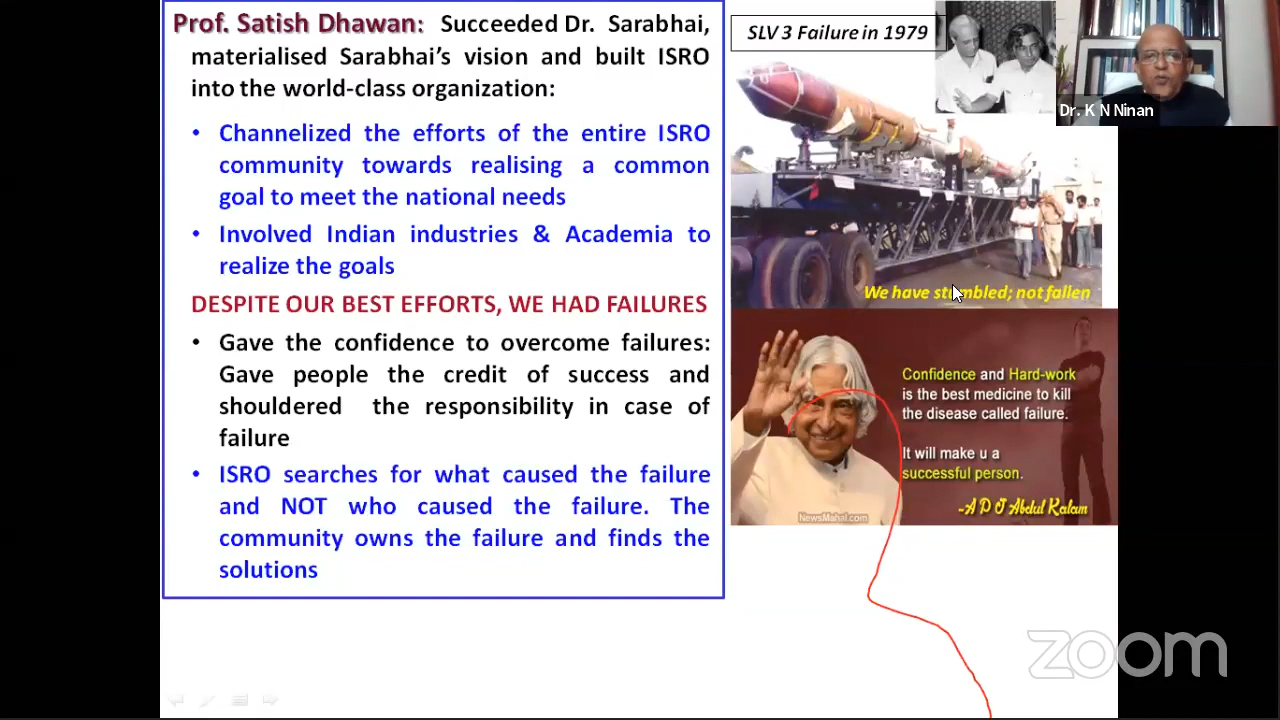 Prof. Satish Dhawan: Succeeded Dr. Sarabhai,
materialised Sarabhai's vision and built ISRO
into the world-class organization:
• Channelized the efforts of the entire ISRO
community towards realising a common
goal to meet the national needs
• Involved Indian industries & Academia to
realize the goals
DESPITE OUR BEST EFFORTS, WE HAD FAILURES
• Gave the confidence to overcome failures:
Gave people the credit of success and
shouldered the responsibility in case of
failure
• ISRO searches for what caused the failure
and NOT who caused the failure. The
community owns the failure and finds the
solutions
SLV 3 Failure in 1979
Dr. K N Ninan
We have stumbled; not fallen
Confidence and Hard-work
is the best medicine to kill
the disease called failure.
It will make u a
successful person.
-A P J Abdul Kalam
NewsMahal.com
zoom